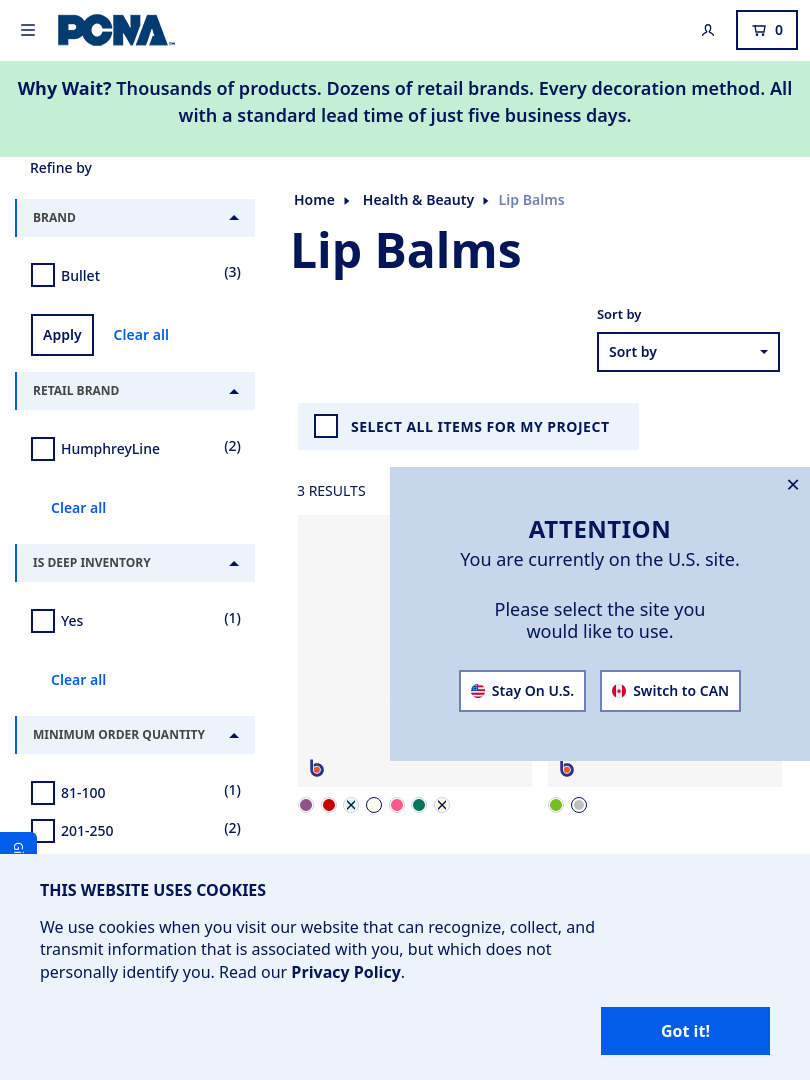 PCNA™
0
Why Wait? Thousands of products. Dozens of retail brands. Every decoration method. All
with a standard lead time of just five business days.
Refine by
BRAND
Bullet
(3)
Apply
Clear all
RETAIL BRAND
HumphreyLine
(2)
Clear all
IS DEEP INVENTORY
Yes
(1)
Clear all
MINIMUM ORDER QUANTITY
81-100
(1)
201-250
(2)
Home
Health & Beauty
Lip Balms
Lip Balms
Sort by
Sort by
SELECT ALL ITEMS FOR MY PROJECT
3 RESULTS
ATTENTION
You are currently on the U.S. site.
Please select the site you
would like to use.
Stay On U.S.
Switch to CAN
b
b
THIS WEBSITE USES COOKIES
We use cookies when you visit our website that can recognize, collect, and
transmit information that is associated with you, but which does not
personally identify you. Read our Privacy Policy.
Got it!